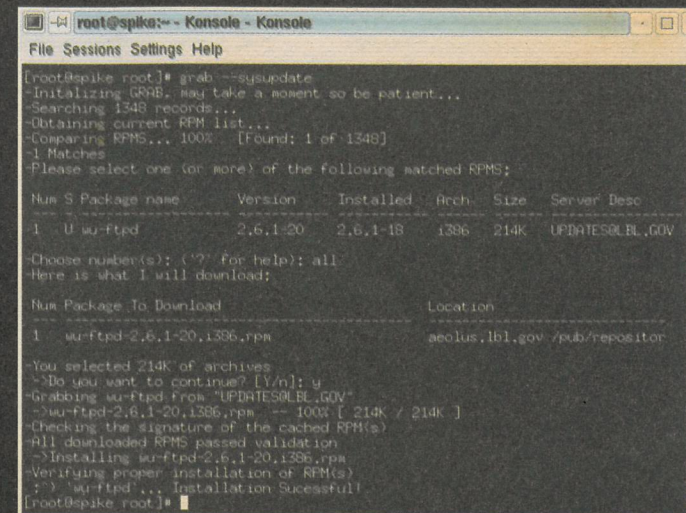 root@spike:~ - Konsole - Konsole
File Sessions Settings Help
[root@spike root]# grab --sysupdate
-Initalizing GRAB, may take a moment so be patient...
-Searching 1348 records...
-Obtaining current RPM list...
-Comparing RPMS... 100% [Found: 1 of 1348]
-1 Matches
-Please select one (or more) of the following matched RPMS:
Num S Package name Version Installed Arch Size Server Desc
-1 U wu-ftpd 2.6.1-20 2.6.1-18 i386 214K UPDATES@LBL.GOV
-Choose number(s): ('?' for help): all
-Here is what I will download:
Num Package To Download Location
1 wu-ftpd-2.6.1-20.i386.rpm aeolus.lbl.gov /pub/repositor
-You selected 214K of archives
->Do you want to continue? [Y/n]: y
-Grabbing wu-ftpd from "UPDATES@LBL.GOV"
->wu-ftpd-2.6.1-20.i386.rpm -- 100% [ 214K / 214K ]
-Checking the signature of the cached RPM(s)
-All downloaded RPMS passed validation
->Installing wu-ftpd-2.6.1-20.i386.rpm
-Verifying proper installation of RPM(s)
:^) 'wu-ftpd'... Installation Sucessful!
[root@spike root]#